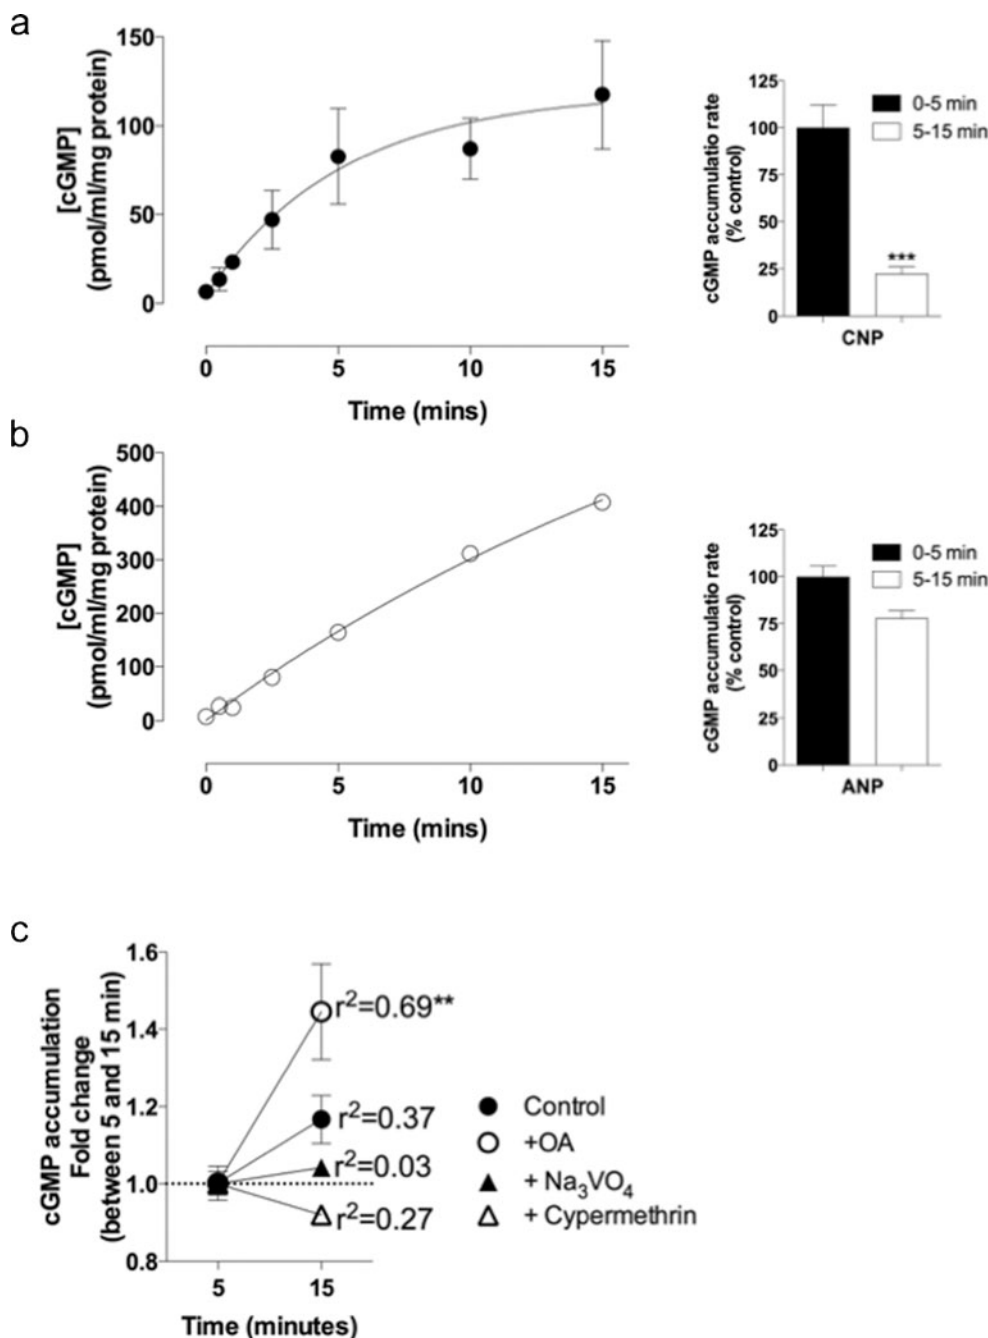 a
[cGMP]
(pmol/ml/mg protein)
150
100
50
0
0 5 10 15
Time (mins)
cGMP accumulatio rate
(% control)
125
100
75
50
25
0
0-5 min
5-15 min
***
CNP
b
[cGMP]
(pmol/ml/mg protein)
500
400
300
200
100
0
0 5 10 15
Time (mins)
cGMP accumulatio rate
(% control)
125
100
75
50
25
0
0-5 min
5-15 min
ANP
c
cGMP accumulation
Fold change
(between 5 and 15 min)
1.6
1.4
1.2
1.0
0.8
r²=0.69**
r²=0.37
r²=0.03
r²=0.27
5 15
Time (minutes)
Control
+OA
+ Na₃VO₄
+ Cypermethrin